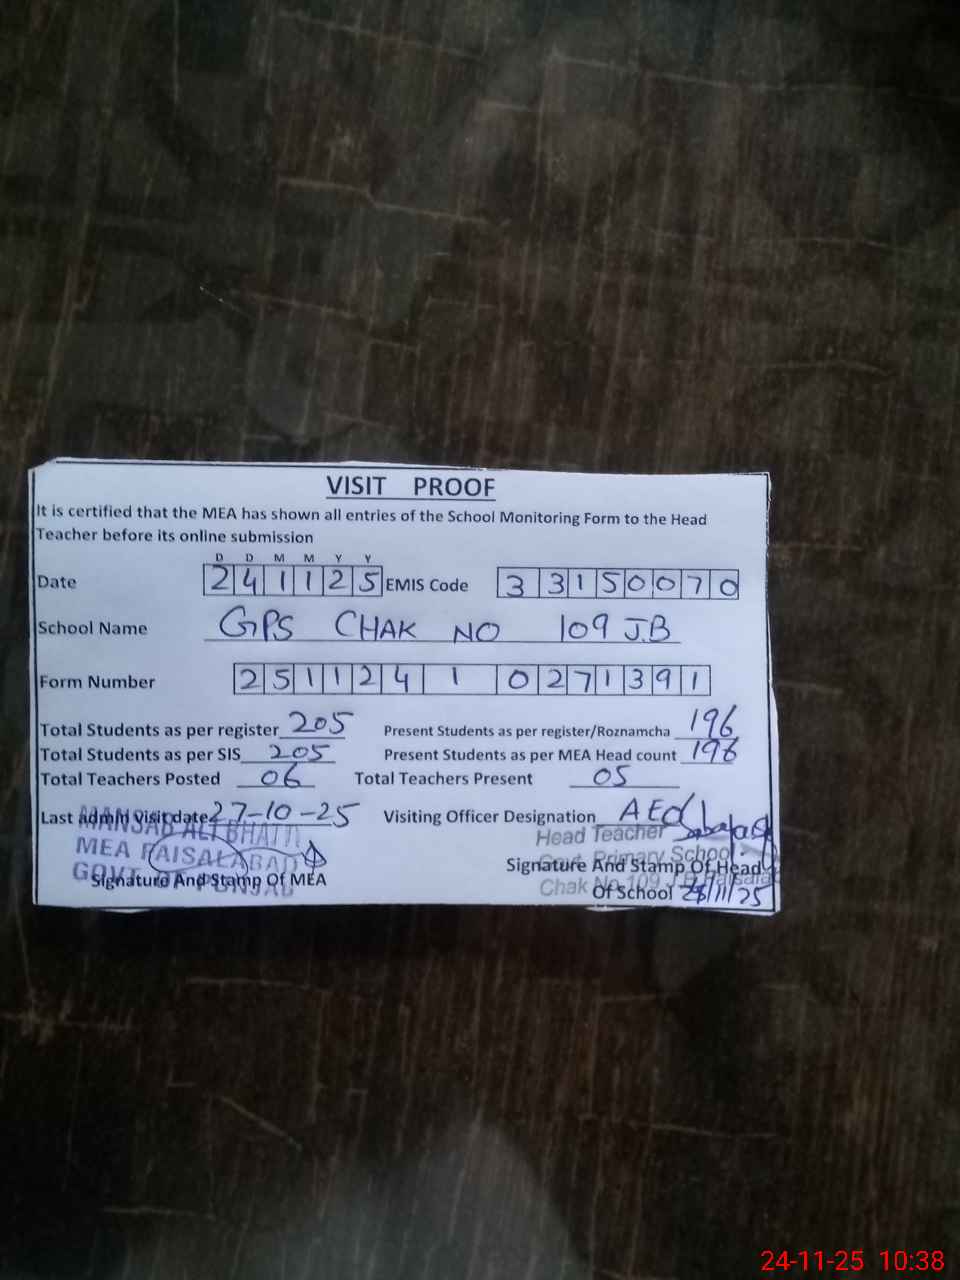 VISIT PROOF
It is certified that the MEA has shown all entries of the School Monitoring Form to the Head
Teacher before its online submission
D D M M Y Y
Date 2 4 1 1 2 5 EMIS Code 3 3 1 5 0 0 7 0
School Name GPS CHAK NO 109 J.B
Form Number 2 5 1 1 2 4 1 0 2 7 1 3 9 1
Total Students as per register 205 Present Students as per register/Roznamcha 196
Total Students as per SIS 205 Present Students as per MEA Head count 196
Total Teachers Posted 06 Total Teachers Present 05
Last admin Visit date 27-10-25 Visiting Officer Designation AEO
MANSAB ALI BHATTI
MEA FAISALABAD
GOVT. OF PUNJAB
Signature And Stamp Of MEA
Head Teacher
Govt. Primary School
Chak No 109 J.B Faisalabad
Signature And Stamp Of Head
Of School /11/25
24-11-25 10:38